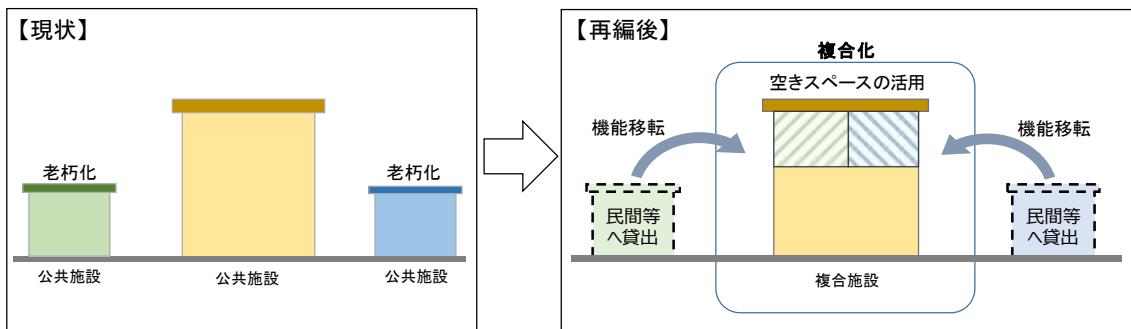 【現状】
老朽化
老朽化
公共施設
公共施設
公共施設
【再編後】
複合化
空きスペースの活用
機能移転
機能移転
民間等
へ貸出
民間等
へ貸出
複合施設